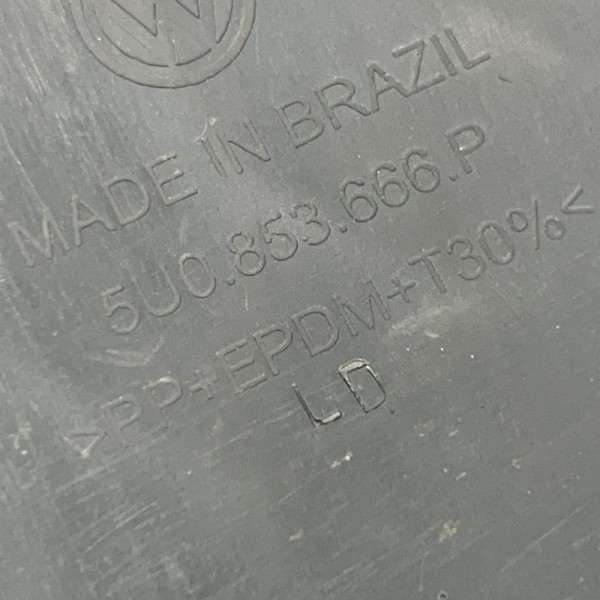 MADE IN BRAZIL
5U0.853.666.P
>PP+EPDM+T30%<
LD